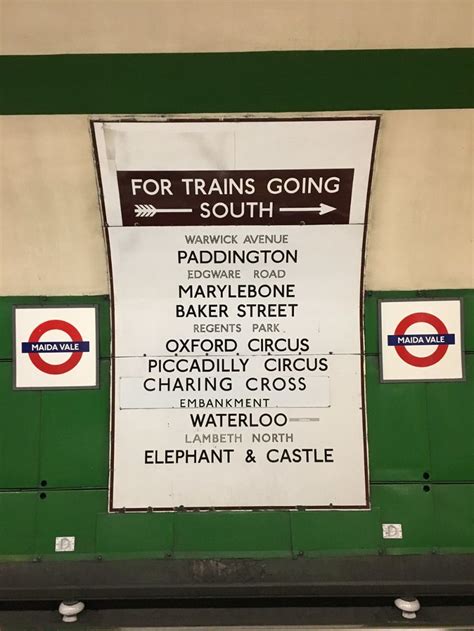 FOR TRAINS GOING
SOUTH
WARWICK AVENUE
PADDINGTON
EDGWARE ROAD
MARYLEBONE
BAKER STREET
REGENTS PARK
OXFORD CIRCUS
PICCADILLY CIRCUS
CHARING CROSS
EMBANKMENT
WATERLOO
LAMBETH NORTH
ELEPHANT & CASTLE
MAIDA VALE
MAIDA VALE